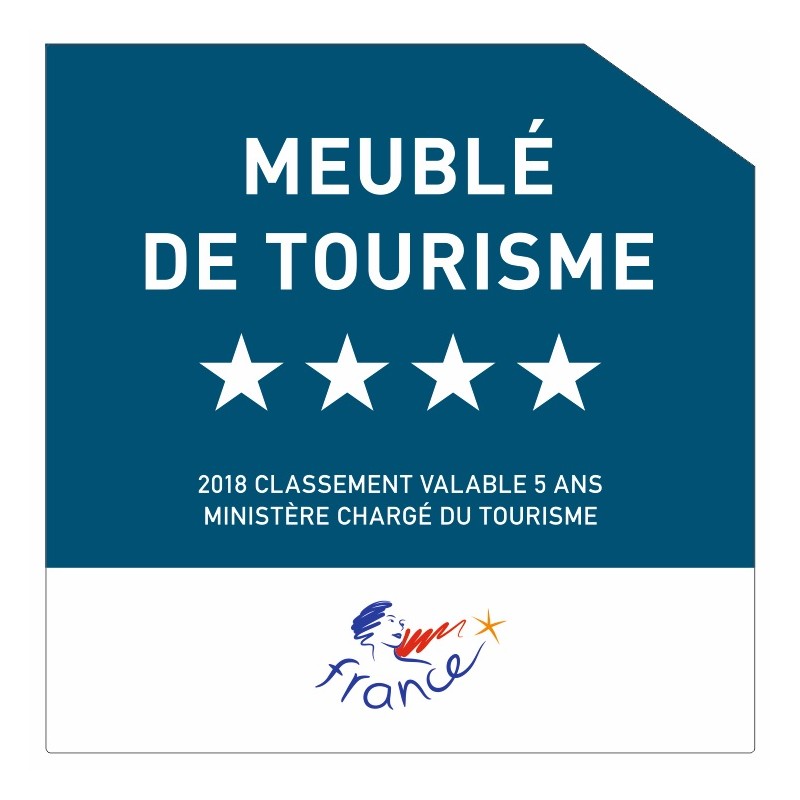 MEUBLÉ
DE TOURISME
2018 CLASSEMENT VALABLE 5 ANS
MINISTÈRE CHARGÉ DU TOURISME
france